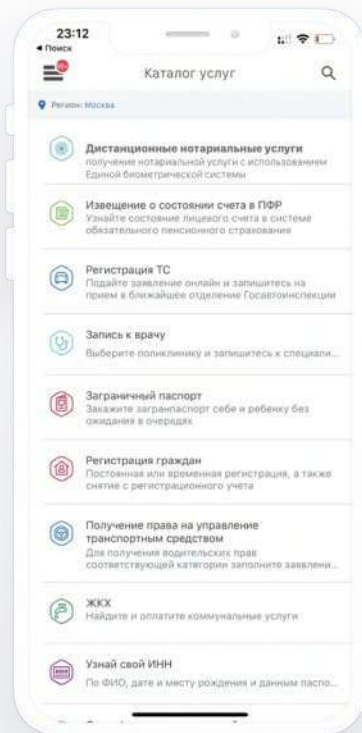 23:12
◀ Поиск
Каталог услуг
Регион: Москва
Дистанционные нотариальные услуги
получение нотариальной услуги с использованием
Единой биометрической системы
Извещение о состоянии счета в ПФР
Узнайте состояние лицевого счета в системе
обязательного пенсионного страхования
Регистрация ТС
Подайте заявление онлайн и запишитесь на
прием в ближайшее отделение Госавтоинспекции
Запись к врачу
Выберите поликлинику и запишитесь к специали...
Заграничный паспорт
Закажите загранпаспорт себе и ребенку без
ожидания в очередях
Регистрация граждан
Постоянная или временная регистрация, а также
снятие с регистрационного учета
Получение права на управление
транспортным средством
Для получения водительских прав
соответствующей категории заполните заявлени...
ЖКХ
Найдите и оплатите коммунальные услуги
Узнай свой ИНН
По ФИО, дате и месту рождения и данным паспо...